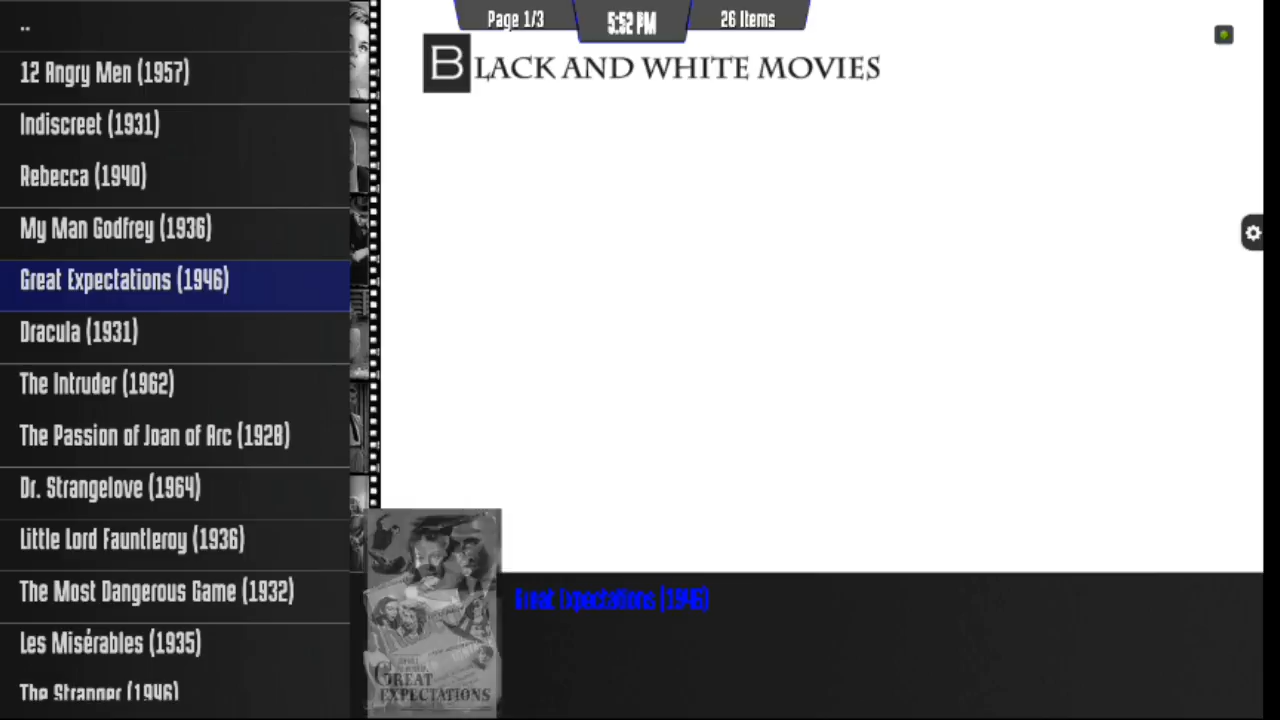 Page 1/3
5:52 PM
26 Items
BLACK AND WHITE MOVIES
..
12 Angry Men (1957)
Indiscreet (1931)
Rebecca (1940)
My Man Godfrey (1936)
Great Expectations (1946)
Dracula (1931)
The Intruder (1962)
The Passion of Joan of Arc (1928)
Dr. Strangelove (1964)
Little Lord Fauntleroy (1936)
The Most Dangerous Game (1932)
Les Misérables (1935)
The Stranger (1946)
Great Expectations (1946)
GREAT
EXPECTATIONS